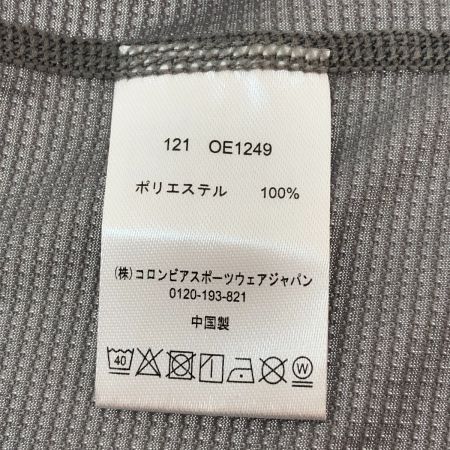 121 OE1249
ポリエステル 100%
(株)コロンビアスポーツウェアジャパン
0120-193-821
中国製
40 W